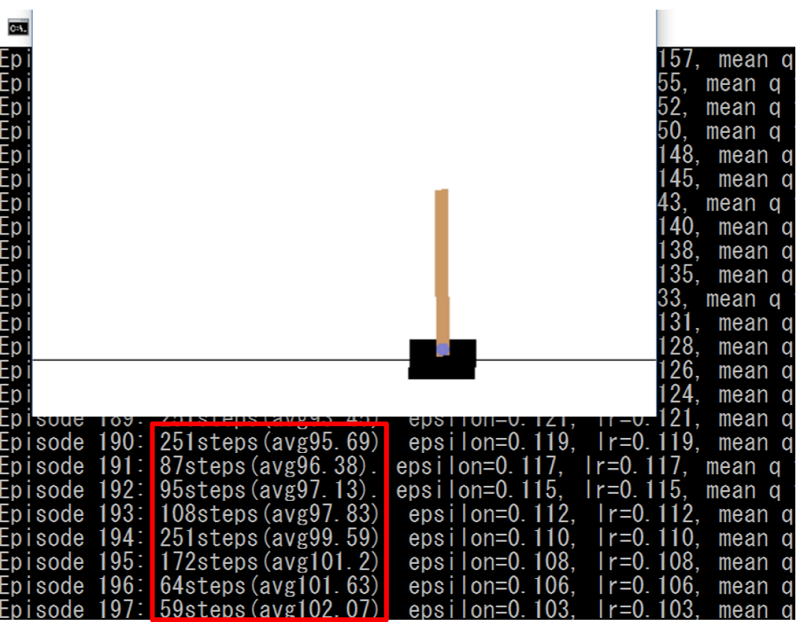 C:\.
Epi 157, mean q
Epi 55, mean q
Epi 52, mean q
Epi 50, mean q
Epi 148, mean q
Epi 145, mean q
Epi 43, mean q
Epi 140, mean q
Epi 138, mean q
Epi 135, mean q
Epi 33, mean q
Epi 131, mean q
Epi 128, mean q
Epi 126, mean q
Epi 124, mean q
Episode 189: 251steps(avg93.45) epsilon=0.121, lr=0.121, mean q
Episode 190: 251steps(avg95.69) epsilon=0.119, lr=0.119, mean q
Episode 191: 87steps(avg96.38). epsilon=0.117, lr=0.117, mean q
Episode 192: 95steps(avg97.13). epsilon=0.115, lr=0.115, mean q
Episode 193: 108steps(avg97.83) epsilon=0.112, lr=0.112, mean q
Episode 194: 251steps(avg99.59) epsilon=0.110, lr=0.110, mean q
Episode 195: 172steps(avg101.2) epsilon=0.108, lr=0.108, mean q
Episode 196: 64steps(avg101.63) epsilon=0.106, lr=0.106, mean q
Episode 197: 59steps(avg102.07) epsilon=0.103, lr=0.103, mean q